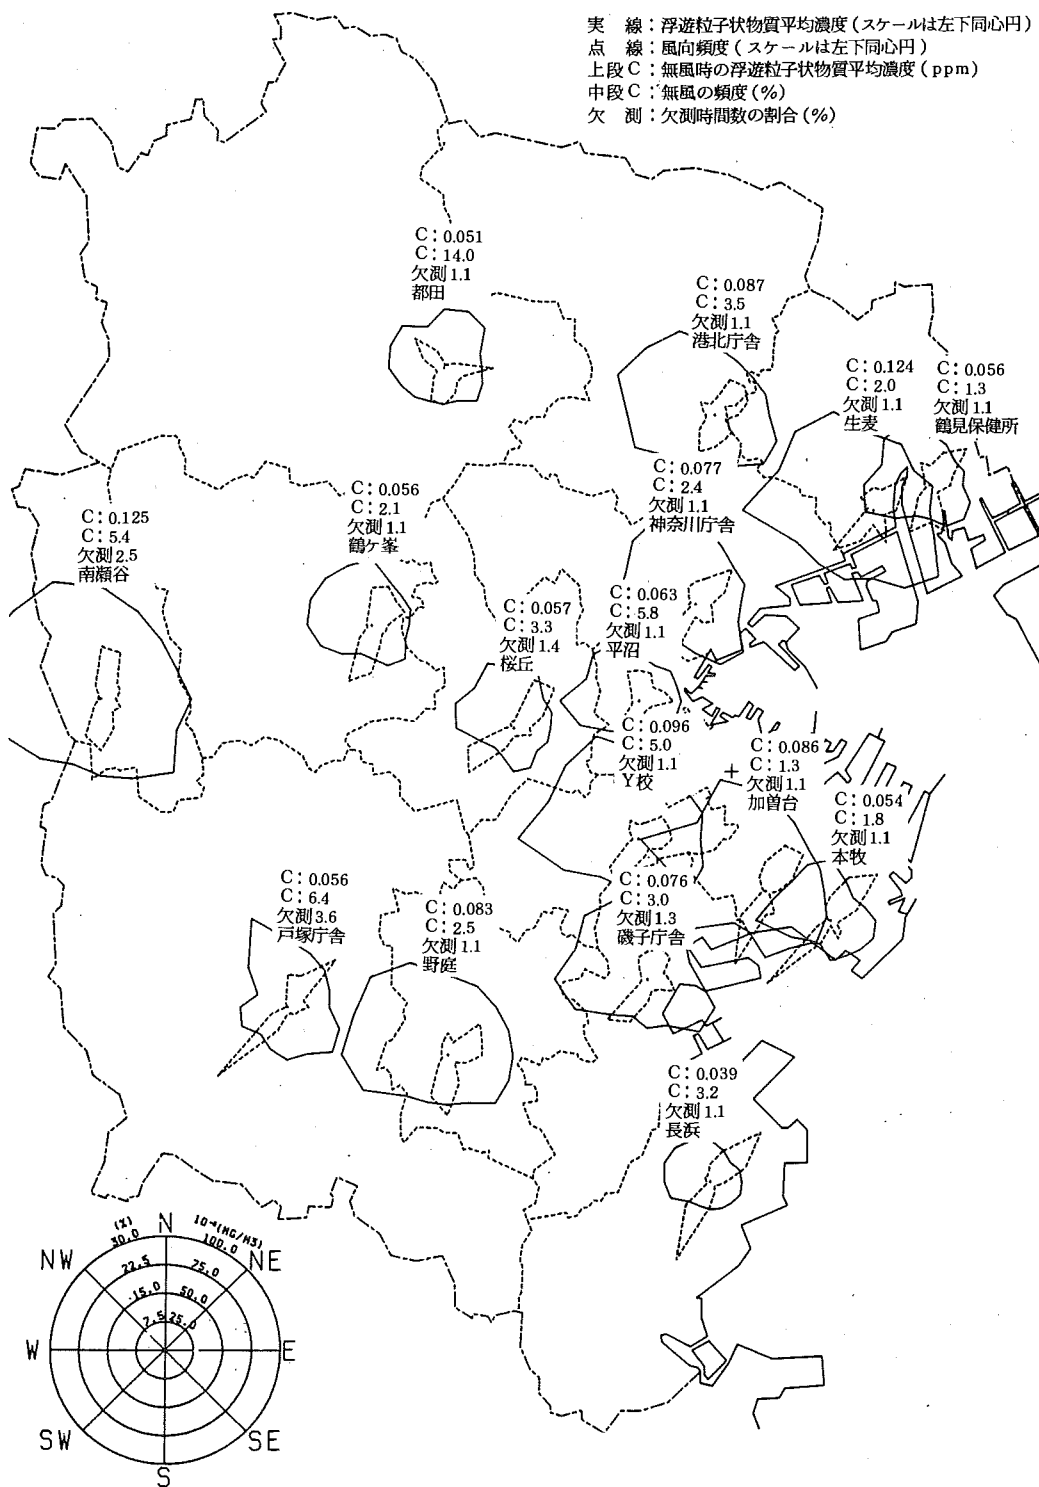 実 線：浮遊粒子状物質平均濃度(スケールは左下同心円)
点 線：風向頻度(スケールは左下同心円)
上段C：無風時の浮遊粒子状物質平均濃度(ppm)
中段C：無風の頻度(%)
欠 測：欠測時間数の割合(%)
C：0.051
C：14.0
欠測1.1
都田
C：0.087
C：3.5
欠測1.1
港北庁舎
C：0.124
C：2.0
欠測1.1
生麦
C：0.056
C：1.3
欠測1.1
鶴見保健所
C：0.077
C：2.4
欠測1.1
神奈川庁舎
C：0.056
C：2.1
欠測1.1
鶴ケ峯
C：0.125
C：5.4
欠測2.5
南瀬谷
C：0.057
C：3.3
欠測1.4
桜丘
C：0.063
C：5.8
欠測1.1
平沼
C：0.096
C：5.0
欠測1.1
Y校
C：0.086
C：1.3
欠測1.1
加曽台
C：0.054
C：1.8
欠測1.1
本牧
C：0.056
C：6.4
欠測3.6
戸塚庁舎
C：0.083
C：2.5
欠測1.1
野庭
C：0.076
C：3.0
欠測1.3
磯子庁舎
C：0.039
C：3.2
欠測1.1
長浜
(%) N (MG/M3)
30.0 100.0
NW NE
22.5 75.0
15.0 50.0
7.5 25.0
W E
SW SE
S